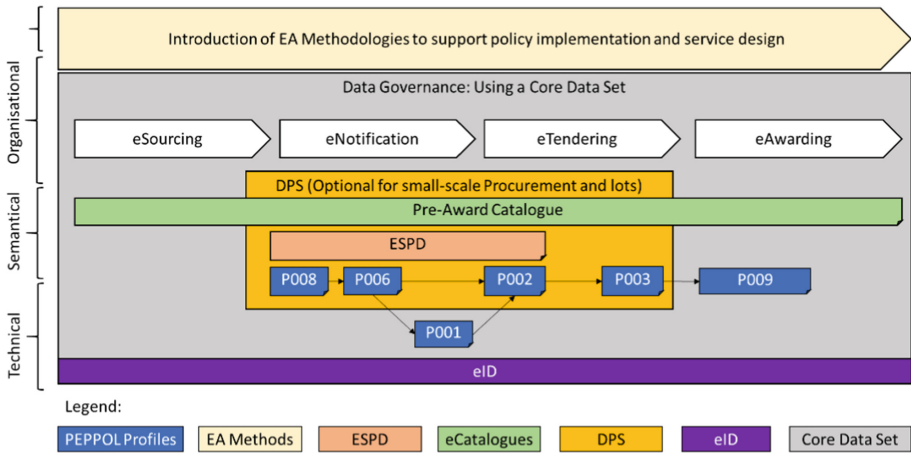 Introduction of EA Methodologies to support policy implementation and service design
Organisational
Data Governance: Using a Core Data Set
eSourcing
eNotification
eTendering
eAwarding
DPS (Optional for small-scale Procurement and lots)
Semantical
Pre-Award Catalogue
ESPD
P008
P006
P002
P003
P009
Technical
P001
eID
Legend:
PEPPOL Profiles
EA Methods
ESPD
eCatalogues
DPS
eID
Core Data Set